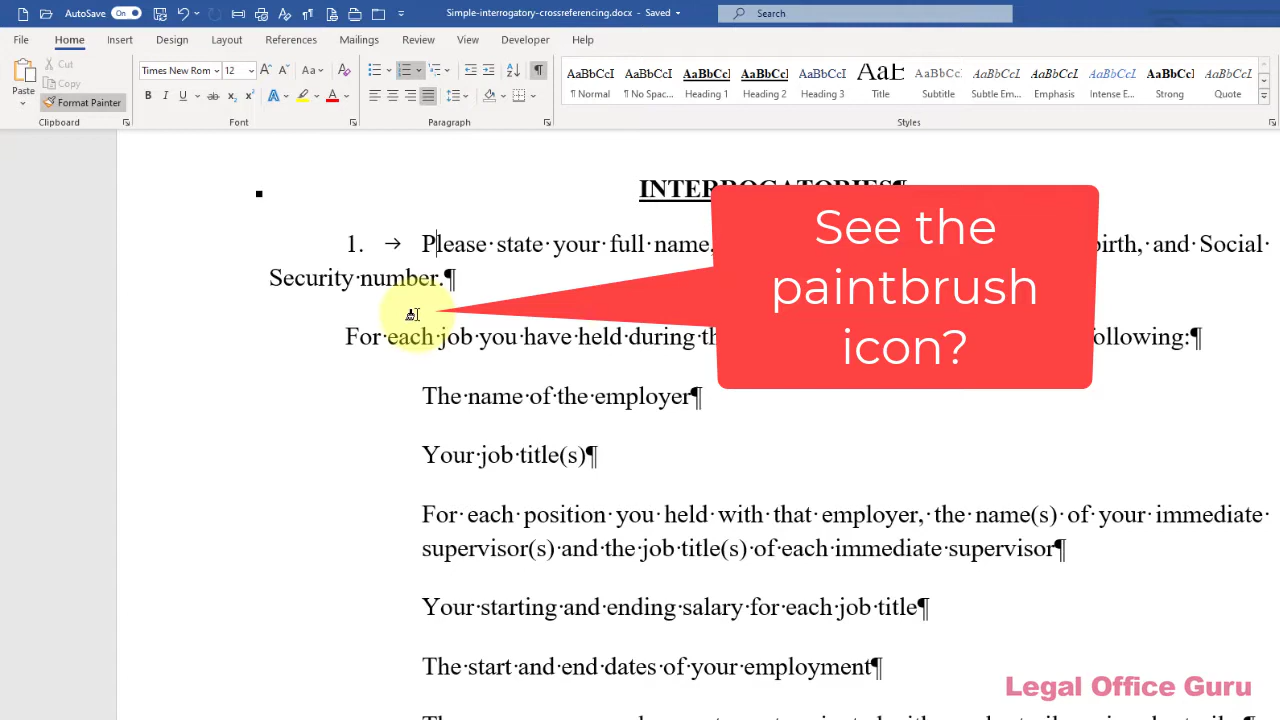 AutoSave On Simple-interrogatory-crossreferencing.docx - Saved Search
File Home Insert Design Layout References Mailings Review View Developer Help
Paste
Cut
Copy
Format Painter
Clipboard
Times New Rom 12
Font
Paragraph
AaBbCcI AaBbCcI AaBbCcI AaBbCcI AaBbCcI AaB AaBbCcI AaBbCcI AaBbCcI AaBbCcI AaBbCcI AaBbCcI
¶ Normal ¶ No Spac... Heading 1 Heading 2 Heading 3 Title Subtitle Subtle Em... Emphasis Intense E... Strong Quote
Styles
INTERROGATORIES¶
1. → Please·state·your·full·name, birth,·and·Social·
Security·number.¶
For·each·job·you·have·held·during following:¶
The·name·of·the·employer¶
Your·job·title(s)¶
For·each·position·you·held·with·that·employer,·the·name(s)·of·your·immediate·
supervisor(s)·and·the·job·title(s)·of·each·immediate·supervisor¶
Your·starting·and·ending·salary·for·each·job·title¶
The·start·and·end·dates·of·your·employment¶
See the
paintbrush
icon?
Legal Office Guru